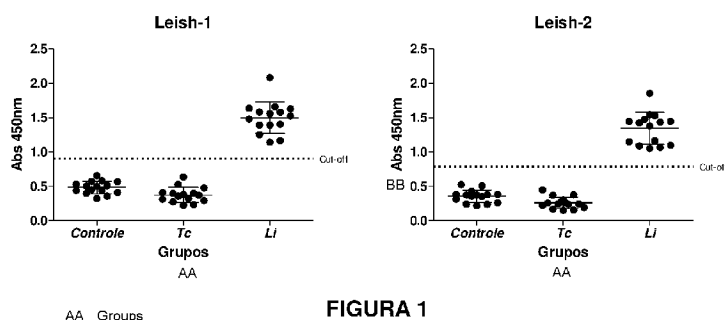 Leish-1
Abs 450nm
2.5
2.0
1.5
1.0
0.5
0.0
Cut-off
Controle Tc Li
Grupos
AA
Leish-2
Abs 450nm
2.5
2.0
1.5
1.0
0.5
0.0
BB
Cut-of
Controle Tc Li
Grupos
AA
AA Groups
FIGURA 1